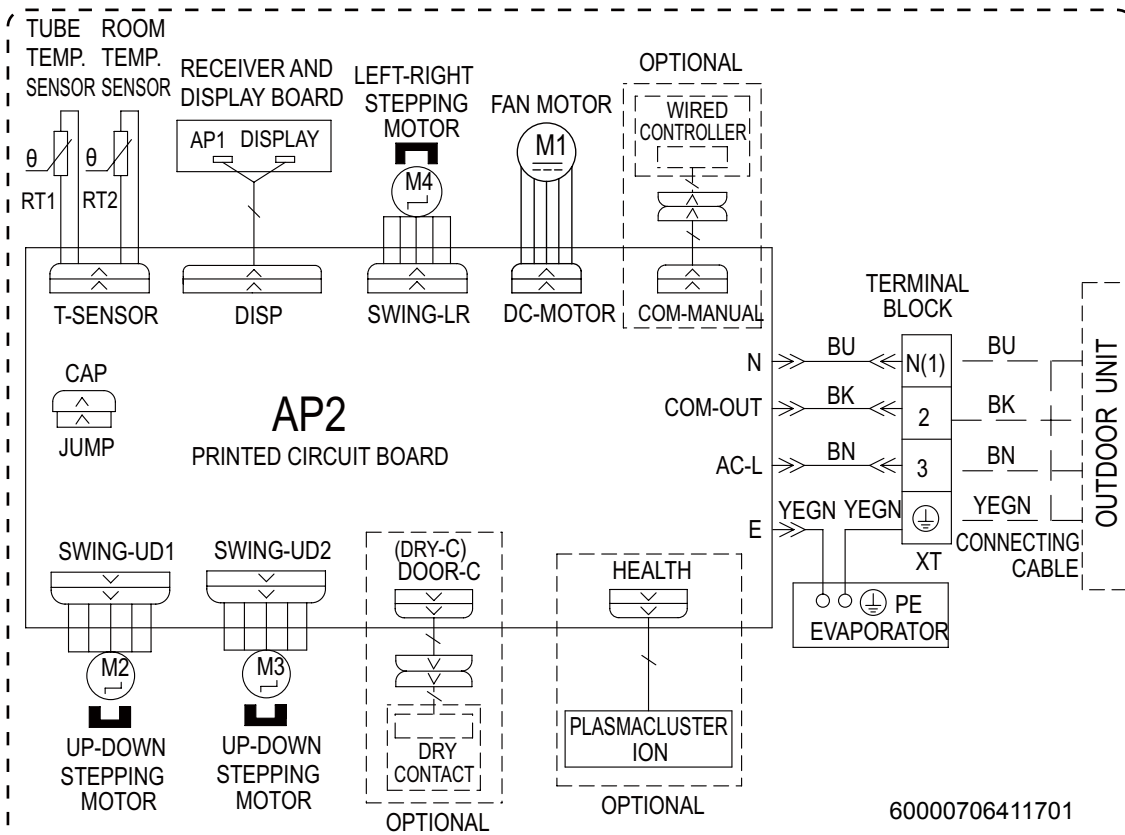 TUBE
TEMP.
SENSOR
ROOM
TEMP.
SENSOR
θ
RT1
θ
RT2
RECEIVER AND
DISPLAY BOARD
AP1 DISPLAY
LEFT-RIGHT
STEPPING
MOTOR
M4
FAN MOTOR
M1
OPTIONAL
WIRED
CONTROLLER
T-SENSOR
DISP
SWING-LR
DC-MOTOR
COM-MANUAL
CAP
JUMP
AP2
PRINTED CIRCUIT BOARD
TERMINAL
BLOCK
N
BU
N(1)
BU
COM-OUT
BK
2
BK
AC-L
BN
3
BN
E
YEGN
YEGN
YEGN
XT
CONNECTING
CABLE
OUTDOOR UNIT
PE
EVAPORATOR
SWING-UD1
M2
UP-DOWN
STEPPING
MOTOR
SWING-UD2
M3
UP-DOWN
STEPPING
MOTOR
(DRY-C)
DOOR-C
DRY
CONTACT
OPTIONAL
HEALTH
PLASMACLUSTER
ION
OPTIONAL
60000706411701